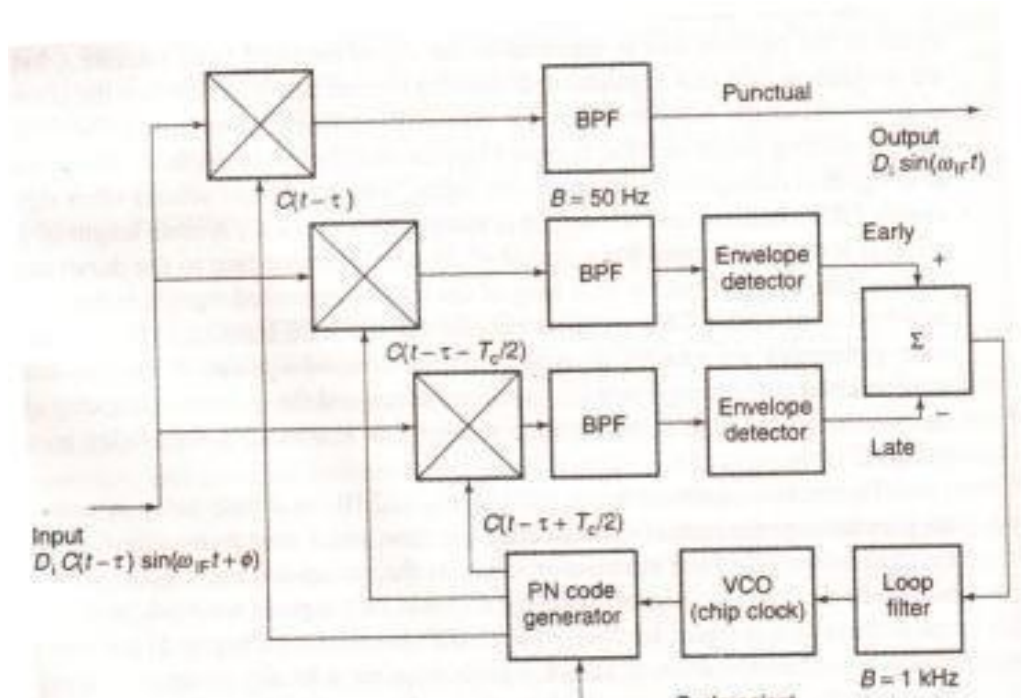 Punctual
BPF
Output
D_i sin(ω_IF t)
C(t – τ)
B = 50 Hz
Early
BPF
Envelope
detector
+
Σ
C(t – τ – T_c/2)
BPF
Envelope
detector
–
Late
Input
D_i C(t – τ) sin(ω_IF t + φ)
C(t – τ + T_c/2)
PN code
generator
VCO
(chip clock)
Loop
filter
B = 1 kHz